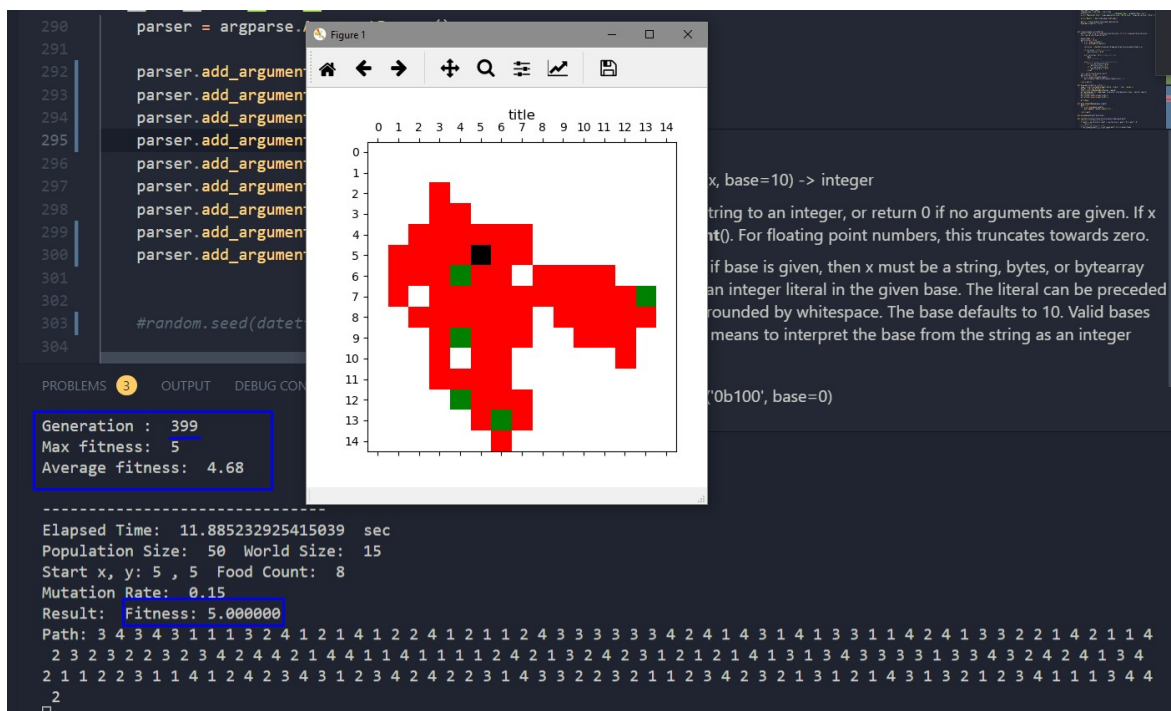 290 parser = argparse.A
291
292 parser.add_argumen
293 parser.add_argumen
294 parser.add_argumen
295 parser.add_argumen
296 parser.add_argumen
297 parser.add_argumen
298 parser.add_argumen
299 parser.add_argumen
300 parser.add_argumen
301
302
303 #random.seed(datet
304
Figure 1
title
0 1 2 3 4 5 6 7 8 9 10 11 12 13 14
0
1
2
3
4
5
6
7
8
9
10
11
12
13
14
x, base=10) -> integer
tring to an integer, or return 0 if no arguments are given. If x
nt(). For floating point numbers, this truncates towards zero.
if base is given, then x must be a string, bytes, or bytearray
an integer literal in the given base. The literal can be preceded
rounded by whitespace. The base defaults to 10. Valid bases
means to interpret the base from the string as an integer
('0b100', base=0)
PROBLEMS 3 OUTPUT DEBUG CON
Generation : 399
Max fitness: 5
Average fitness: 4.68
-------------------------------
Elapsed Time: 11.885232925415039 sec
Population Size: 50 World Size: 15
Start x, y: 5 , 5 Food Count: 8
Mutation Rate: 0.15
Result: Fitness: 5.000000
Path: 3 4 3 4 3 1 1 1 3 2 4 1 2 1 4 1 2 2 4 1 2 1 1 2 4 3 3 3 3 3 3 4 2 4 1 4 3 1 4 1 3 3 1 1 4 2 4 1 3 3 2 2 1 4 2 1 1 4
2 3 2 3 2 2 3 2 3 4 2 4 4 2 1 4 4 1 1 4 1 1 1 1 2 4 2 1 3 2 4 2 3 1 2 1 2 1 4 1 3 1 3 4 3 3 3 3 1 3 3 4 3 2 4 2 4 1 3 4
2 1 1 2 2 3 1 1 4 1 2 4 2 3 4 3 1 2 3 4 2 4 2 2 3 1 4 3 3 2 2 3 2 1 1 2 3 4 2 3 2 1 3 1 2 1 4 3 1 3 2 1 2 3 4 1 1 1 3 4 4
2